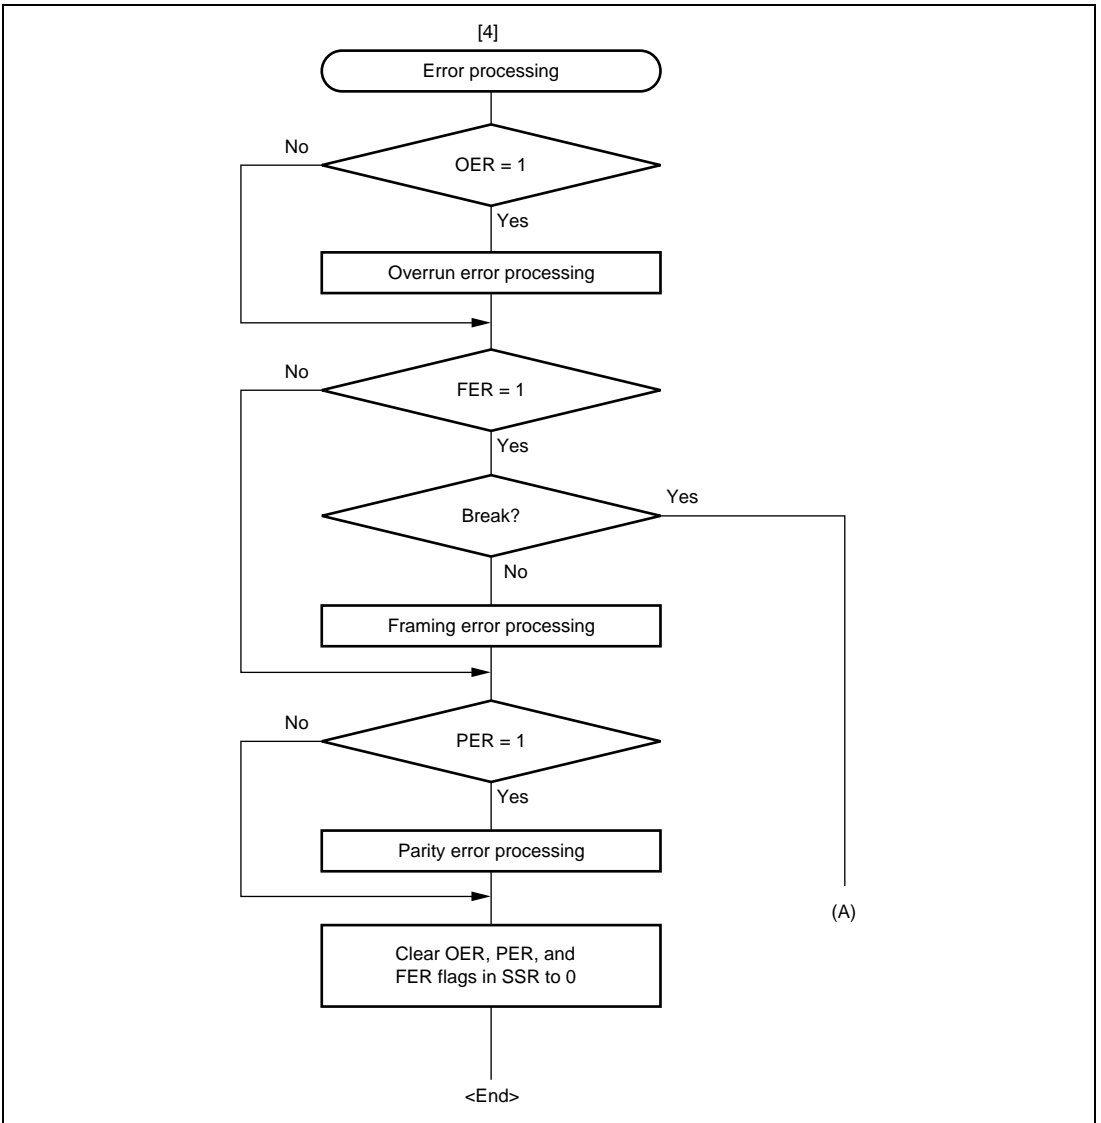 [4]
Error processing
No
OER = 1
Yes
Overrun error processing
No
FER = 1
Yes
Break?
Yes
No
Framing error processing
No
PER = 1
Yes
Parity error processing
(A)
Clear OER, PER, and
FER flags in SSR to 0
<End>